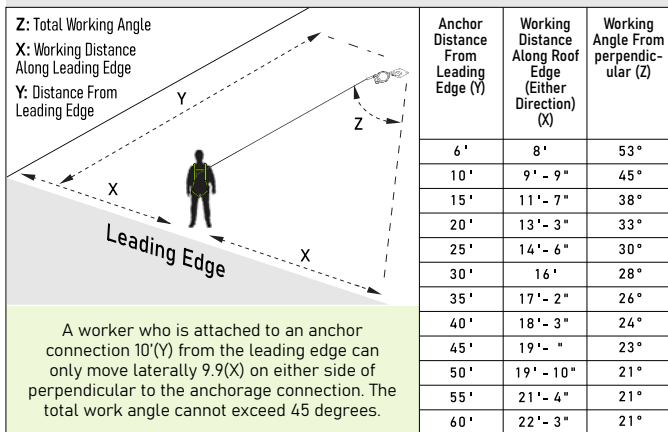 Z: Total Working Angle
X: Working Distance
Along Leading Edge
Y: Distance From
Leading Edge
Y
Z
X
X
Leading Edge
A worker who is attached to an anchor
connection 10'(Y) from the leading edge can
only move laterally 9.9(X) on either side of
perpendicular to the anchorage connection. The
total work angle cannot exceed 45 degrees.
Anchor
Distance
From
Leading
Edge (Y)
Working
Distance
Along Roof
Edge
(Either
Direction)
(X)
Working
Angle From
perpendic-
ular (Z)
6' 8' 53°
10' 9'-9" 45°
15' 11'-7" 38°
20' 13'-3" 33°
25' 14'-6" 30°
30' 16' 28°
35' 17'-2" 26°
40' 18'-3" 24°
45' 19'- " 23°
50' 19'-10" 21°
55' 21'-4" 21°
60' 22'-3" 21°